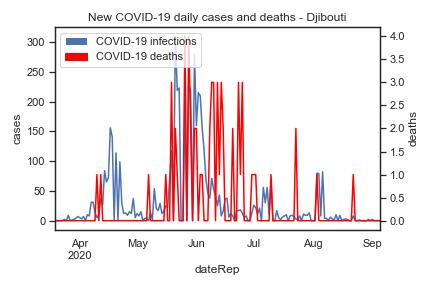 New COVID-19 daily cases and deaths - Djibouti
COVID-19 infections
COVID-19 deaths
300
250
200
150
100
50
0
cases
4.0
3.5
3.0
2.5
2.0
1.5
1.0
0.5
0.0
deaths
Apr May Jun Jul Aug Sep
2020
dateRep